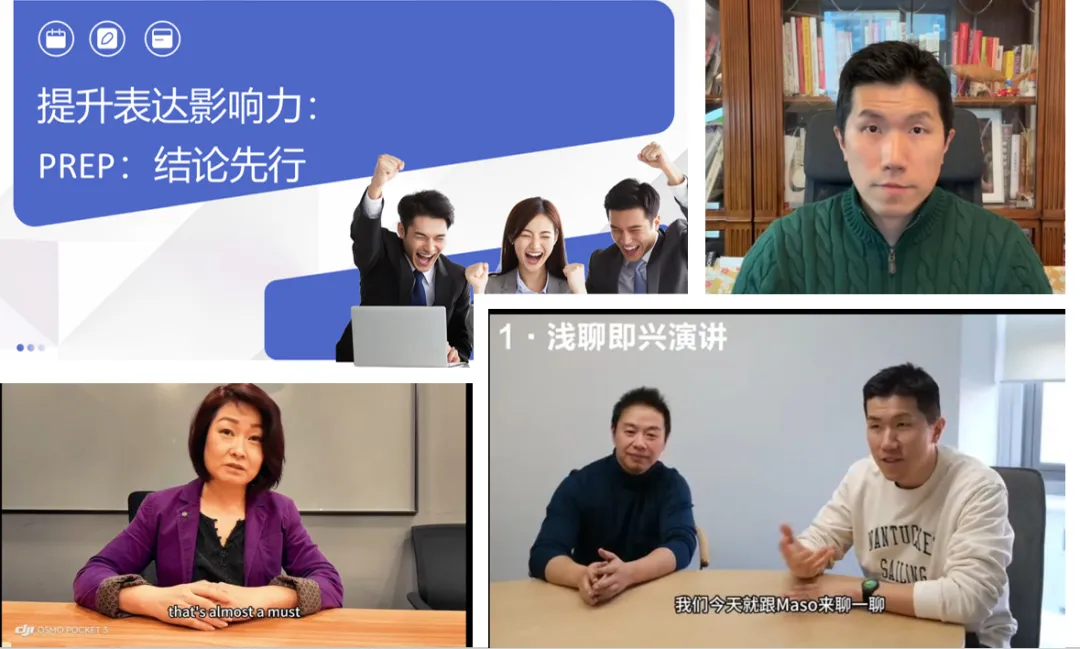 提升表达影响力：
PREP：结论先行
1·浅聊即兴演讲
NANTUCKET
SAILING
我们今天就跟Maso来聊一聊
that's almost a must
dji OSMO POCKET 3